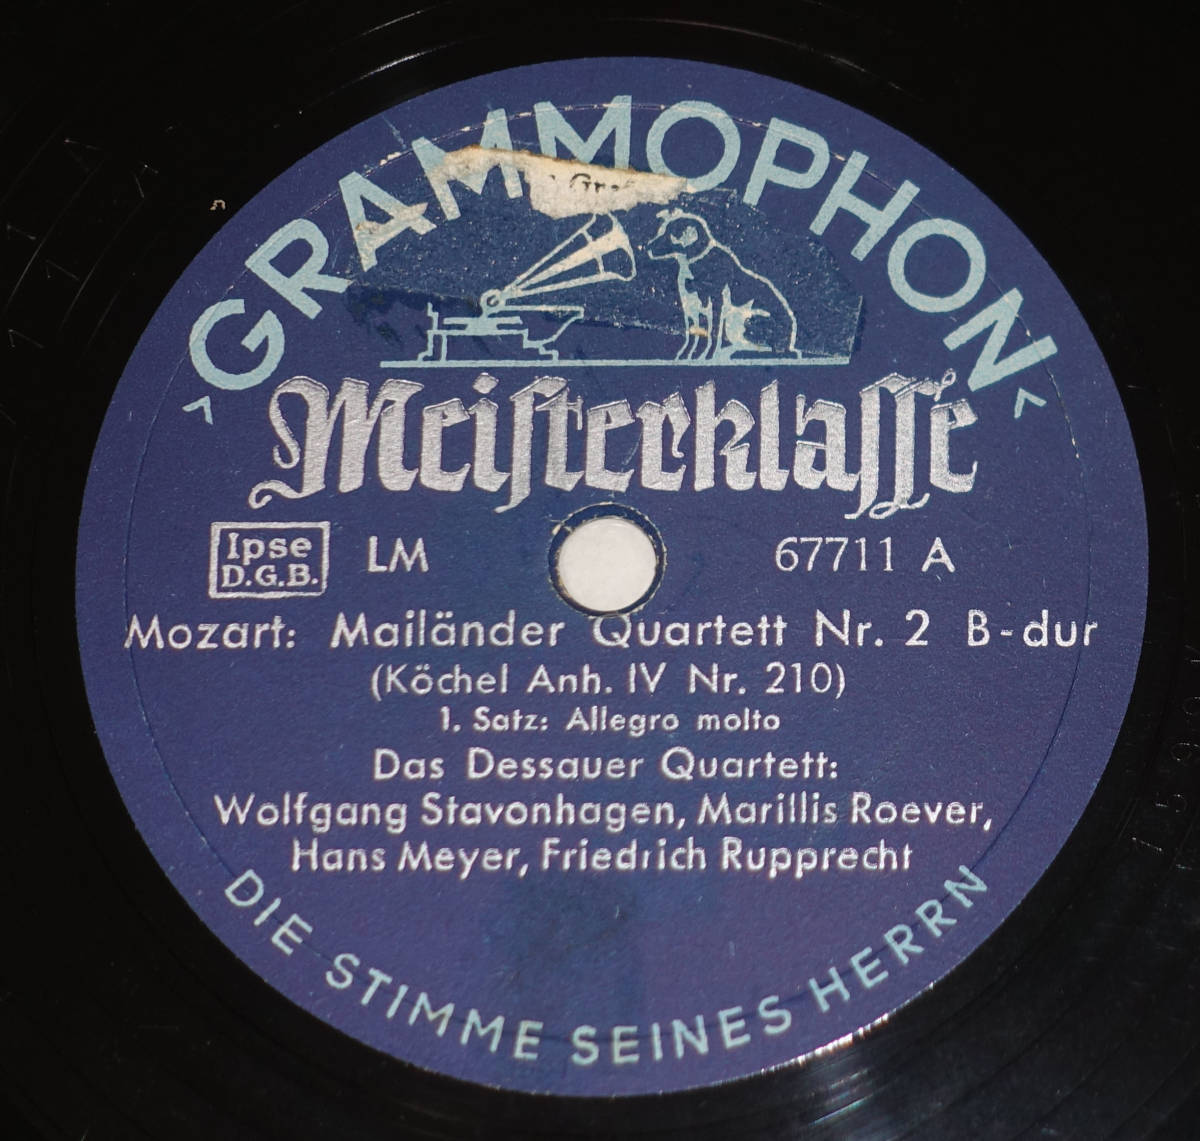 GRAMMOPHON
Meiſterklaſſe
Ipse
D.G.B.
LM
67711 A
Mozart: Mailänder Quartett Nr. 2 B-dur
(Köchel Anh. IV Nr. 210)
1. Satz: Allegro molto
Das Dessauer Quartett:
Wolfgang Stavonhagen, Marillis Roever,
Hans Meyer, Friedrich Rupprecht
DIE STIMME SEINES HERRN